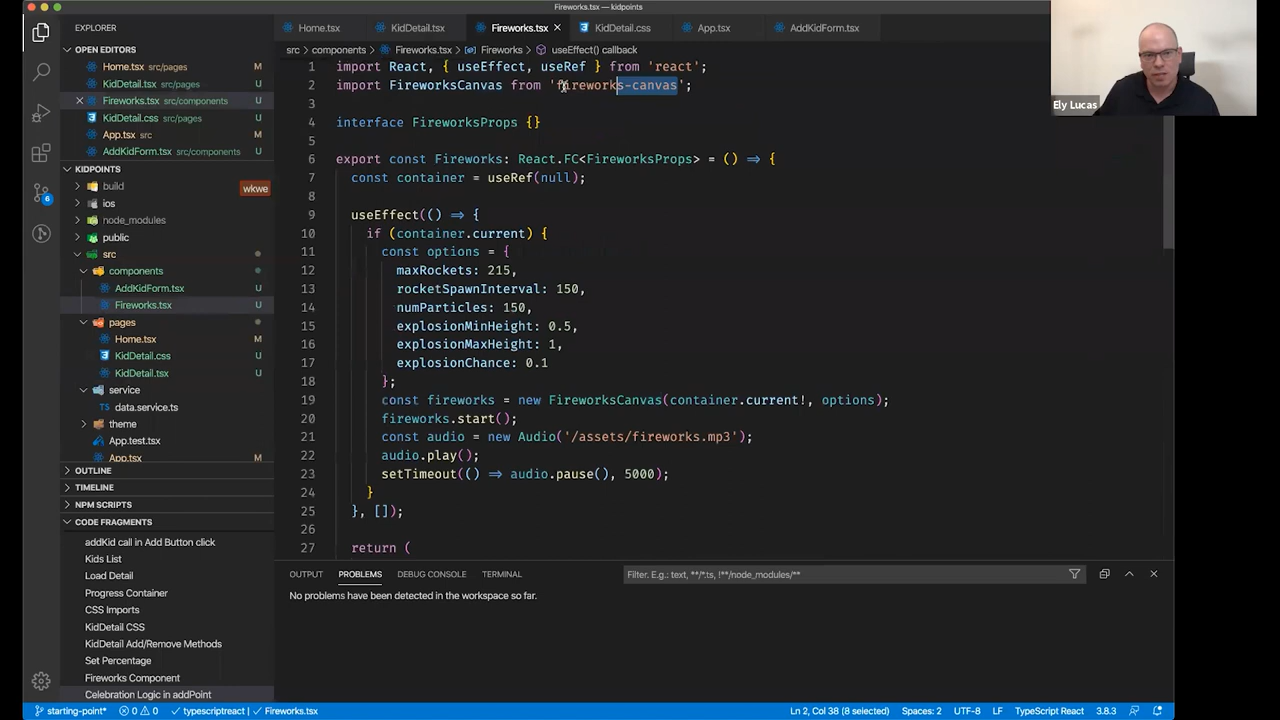 Fireworks.tsx — kidpoints
EXPLORER
Home.tsx
KidDetail.tsx
Fireworks.tsx
KidDetail.css
App.tsx
AddKidForm.tsx
src
components
Fireworks.tsx
Fireworks
useEffect() callback
OPEN EDITORS
Home.tsx src/pages
KidDetail.tsx src/pages
Fireworks.tsx src/components
KidDetail.css src/pages
App.tsx src
AddKidForm.tsx src/components
KIDPOINTS
build
wkwe
ios
node_modules
public
src
components
AddKidForm.tsx U
Fireworks.tsx U
pages
Home.tsx M
KidDetail.css U
KidDetail.tsx U
service
data.service.ts U
theme
App.test.tsx
App.tsx M
OUTLINE
TIMELINE
NPM SCRIPTS
CODE FRAGMENTS
addKid call in Add Button click
Kids List
Load Detail
Progress Container
CSS Imports
KidDetail CSS
KidDetail Add/Remove Methods
Set Percentage
Fireworks Component
Celebration Logic in addPoint
6
1 import React, { useEffect, useRef } from 'react';
2 import FireworksCanvas from 'fireworks-canvas';
3
4 interface FireworksProps {}
5
6 export const Fireworks: React.FC<FireworksProps> = () => {
7 const container = useRef(null);
8
9 useEffect(() => {
10 if (container.current) {
11 const options = {
12 maxRockets: 215,
13 rocketSpawnInterval: 150,
14 numParticles: 150,
15 explosionMinHeight: 0.5,
16 explosionMaxHeight: 1,
17 explosionChance: 0.1
18 };
19 const fireworks = new FireworksCanvas(container.current!, options);
20 fireworks.start();
21 const audio = new Audio('/assets/fireworks.mp3');
22 audio.play();
23 setTimeout(() => audio.pause(), 5000);
24 }
25 }, []);
26
27 return (
OUTPUT PROBLEMS DEBUG CONSOLE TERMINAL
Filter. E.g.: text, **/*.ts, !**/node_modules/**
No problems have been detected in the workspace so far.
Ely Lucas
starting-point* 0 0 typescriptreact Fireworks.tsx
Ln 2, Col 38 (8 selected) Spaces: 2 UTF-8 LF TypeScript React 3.8.3